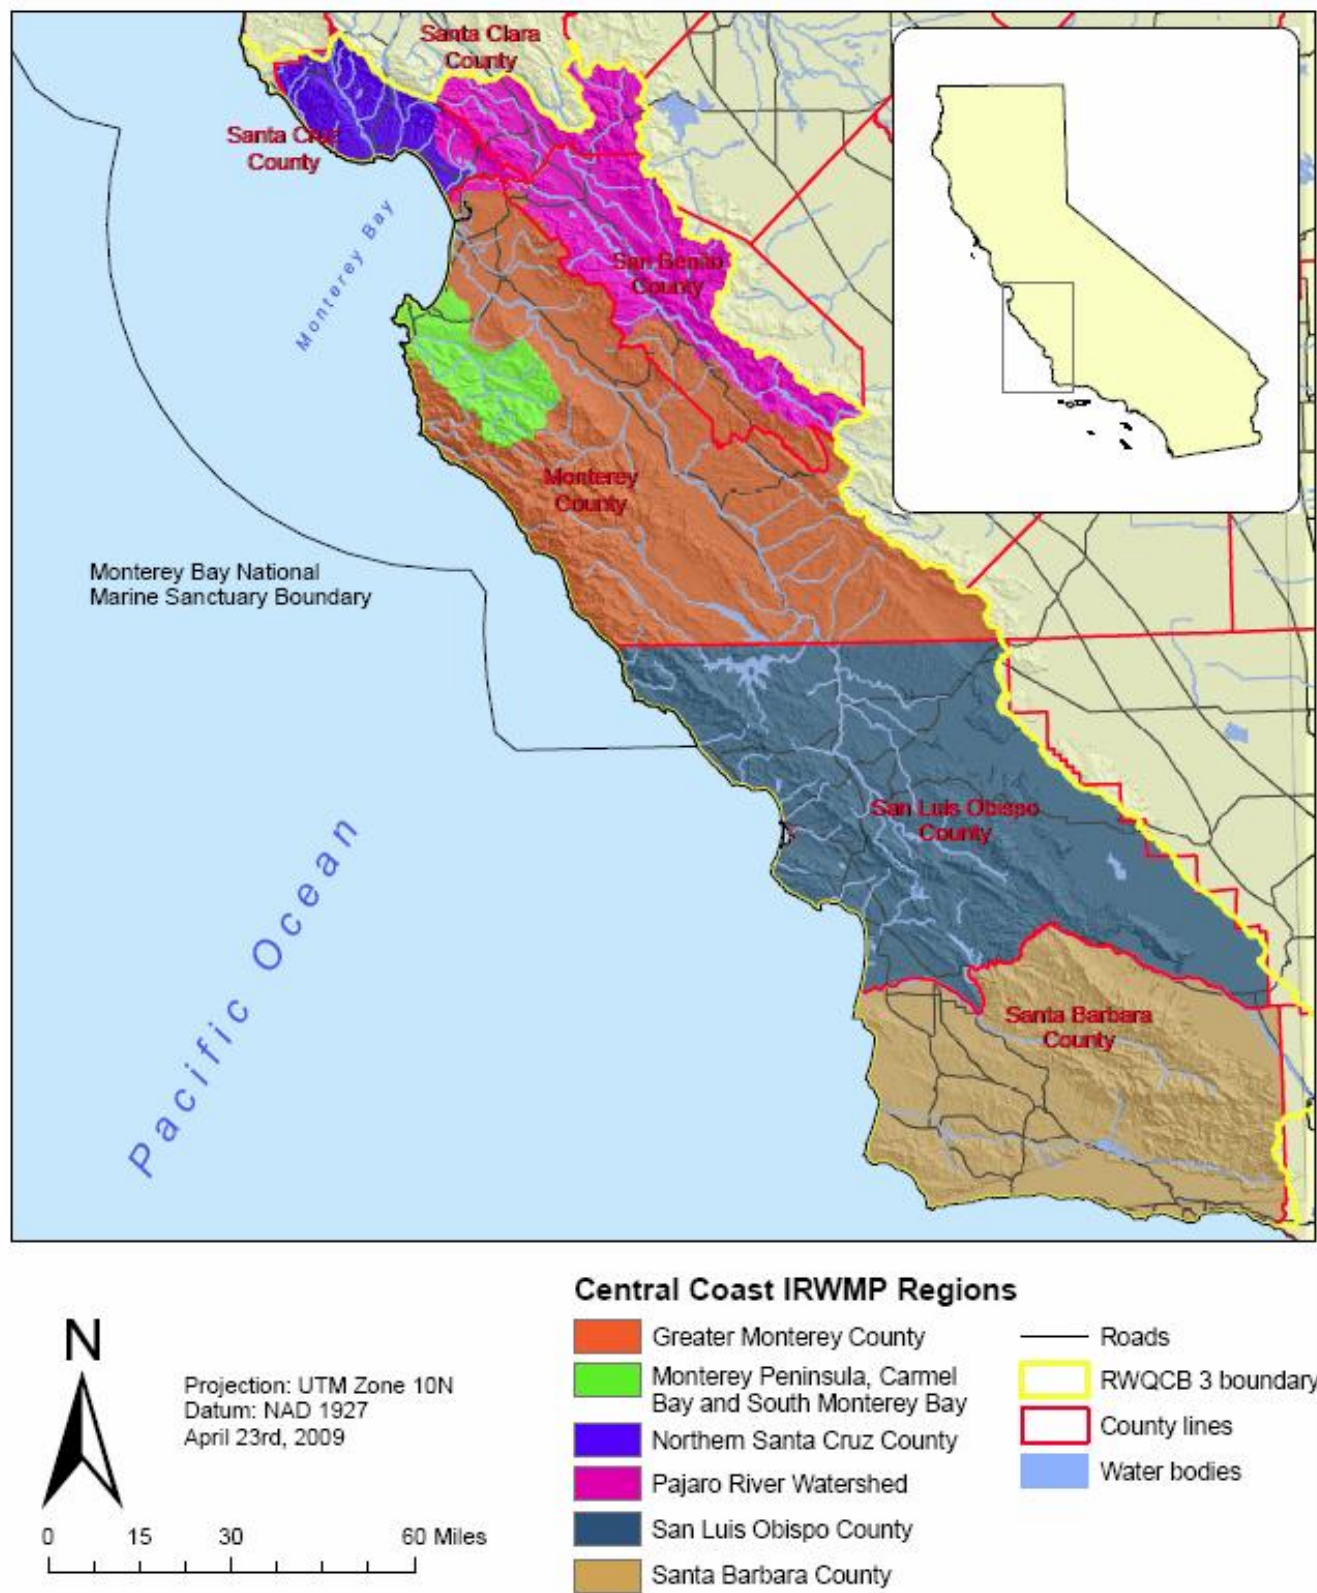 Santa Clara
County
Santa Cruz
County
Monterey Bay
San Benito
County
Monterey
County
Monterey Bay National
Marine Sanctuary Boundary
San Luis Obispo
County
Pacific Ocean
Santa Barbara
County
Central Coast IRWMP Regions
N
Projection: UTM Zone 10N
Datum: NAD 1927
April 23rd, 2009
0 15 30 60 Miles
Greater Monterey County
Monterey Peninsula, Carmel
Bay and South Monterey Bay
Northern Santa Cruz County
Pajaro River Watershed
San Luis Obispo County
Santa Barbara County
Roads
RWQCB 3 boundary
County lines
Water bodies